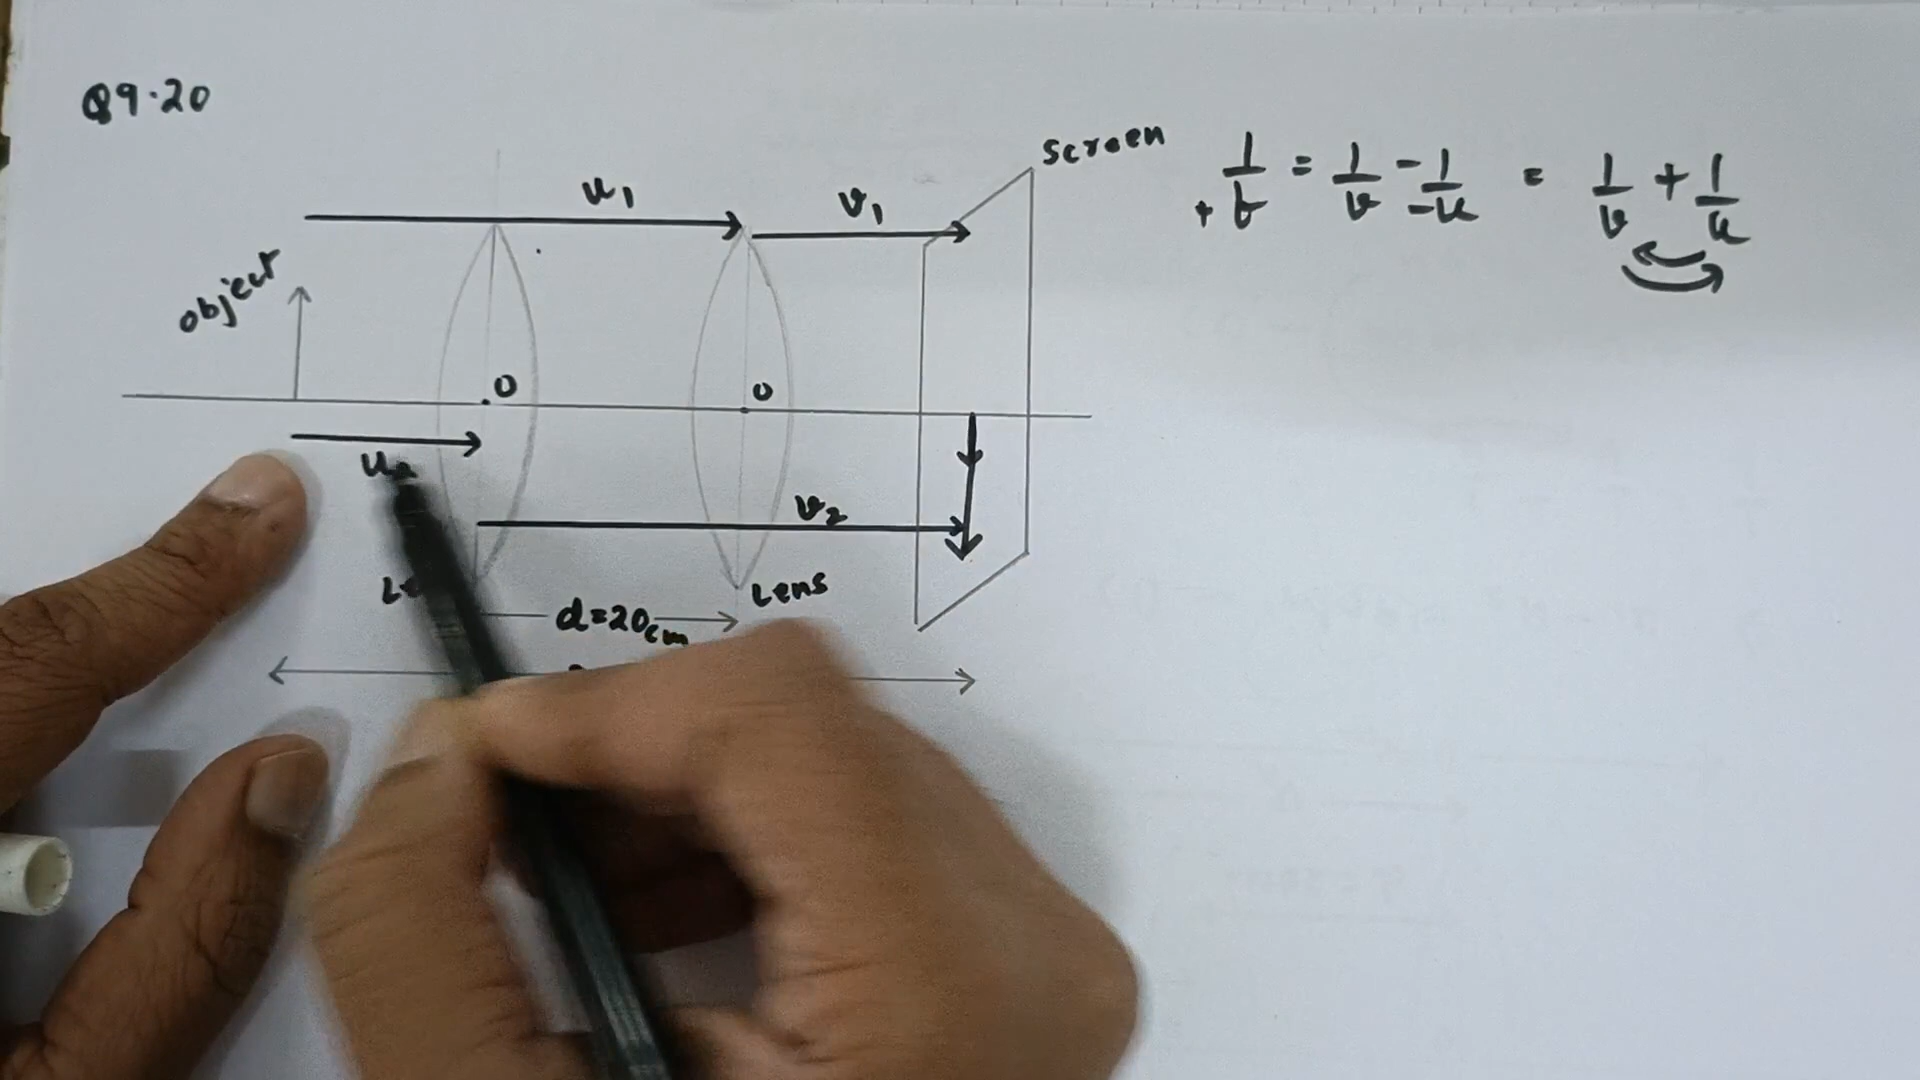 Q9.20
screen
+ 1/f = 1/v - 1/-u = 1/v + 1/u
u1
v1
object
O
O
u2
v2
Lens
d=20cm